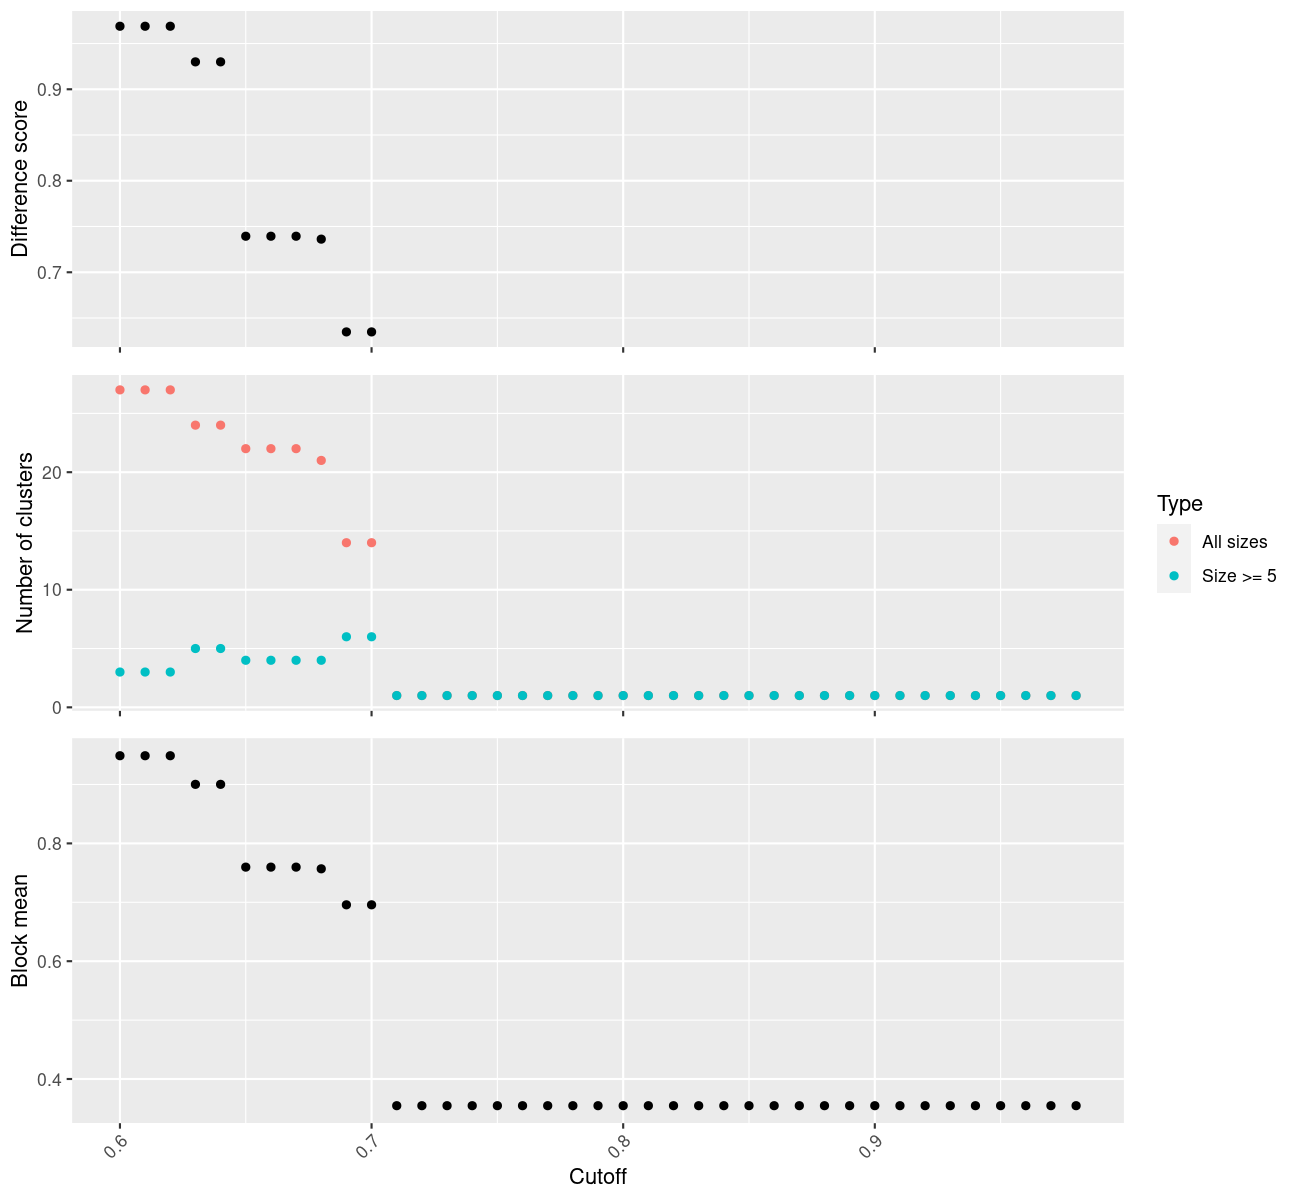 Difference score
0.9
0.8
0.7
Number of clusters
20
10
0
Type
All sizes
Size >= 5
Block mean
0.8
0.6
0.4
0.6
0.7
0.8
0.9
Cutoff